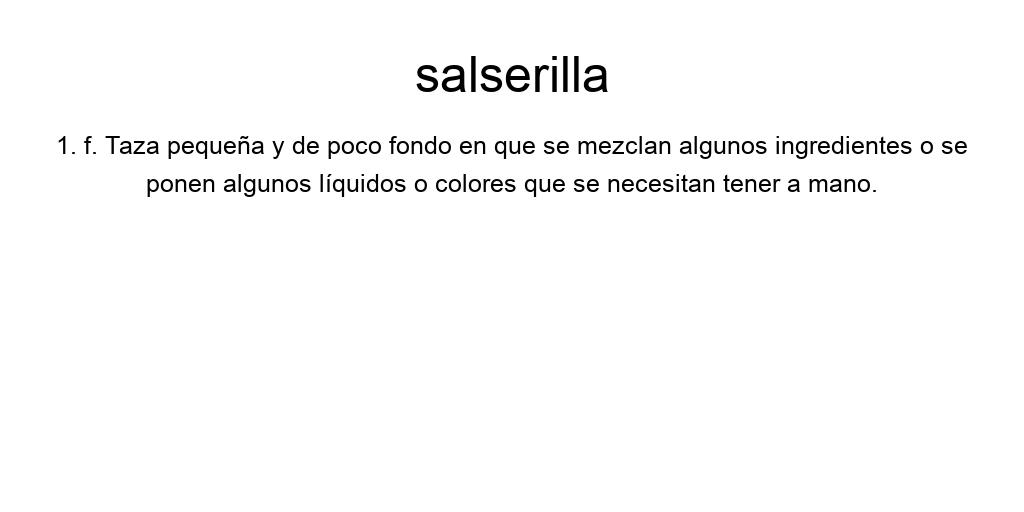 salserilla
1. f. Taza pequeña y de poco fondo en que se mezclan algunos ingredientes o se
ponen algunos líquidos o colores que se necesitan tener a mano.